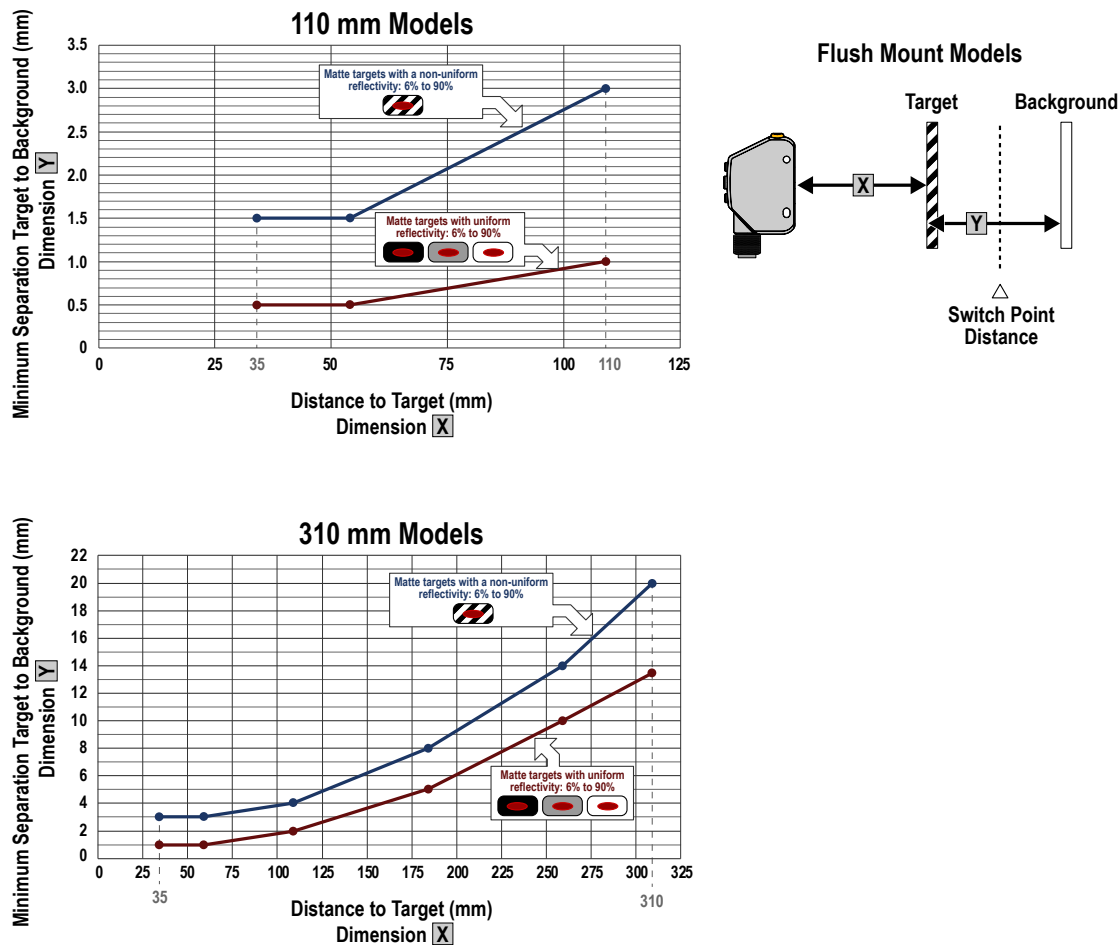 110 mm Models
Minimum Separation Target to Background (mm)
Dimension Y
3.5
3.0
2.5
2.0
1.5
1.0
0.5
0
Matte targets with a non-uniform
reflectivity: 6% to 90%
Matte targets with uniform
reflectivity: 6% to 90%
0 25 35 50 75 100 110 125
Distance to Target (mm)
Dimension X
Flush Mount Models
Target Background
X
Y
Switch Point
Distance
310 mm Models
Minimum Separation Target to Background (mm)
Dimension Y
22
20
18
16
14
12
10
8
6
4
2
0
Matte targets with a non-uniform
reflectivity: 6% to 90%
Matte targets with uniform
reflectivity: 6% to 90%
0 25 50 75 100 125 150 175 200 225 250 275 300 325
35 310
Distance to Target (mm)
Dimension X